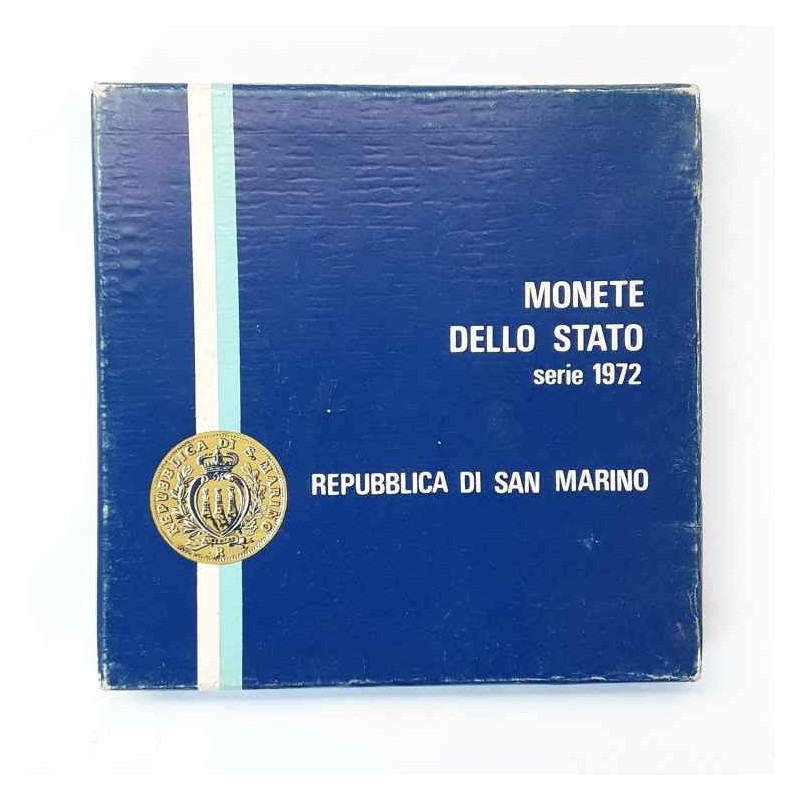 MONETE
DELLO STATO
serie 1972
REPUBBLICA DI SAN MARINO
REPUBBLICA DI S. MARINO
R